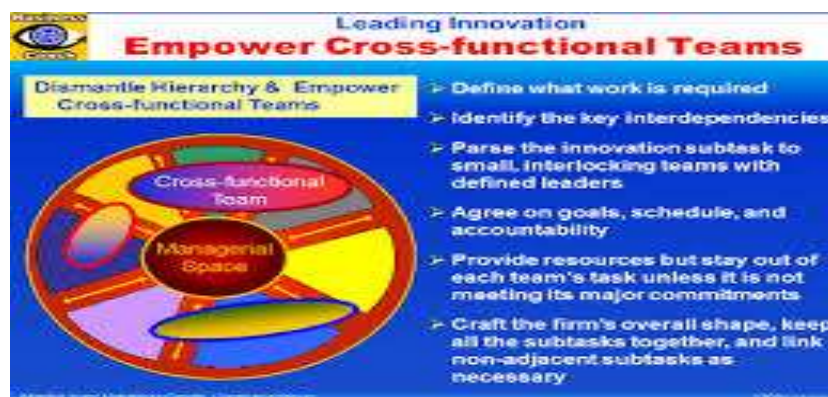 Business
Coach
Leading Innovation
Empower Cross-functional Teams
Dismantle Hierarchy & Empower
Cross-functional Teams
Cross-functional
Team
Managerial
Space
➢ Define what work is required
➢ Identify the key interdependencies
➢ Parse the innovation subtask to
small, interlocking teams with
defined leaders
➢ Agree on goals, schedule, and
accountability
➢ Provide resources but stay out of
each team's task unless it is not
meeting its major commitments
➢ Craft the firm's overall shape, keep
all the subtasks together, and link
non-adjacent subtasks as
necessary